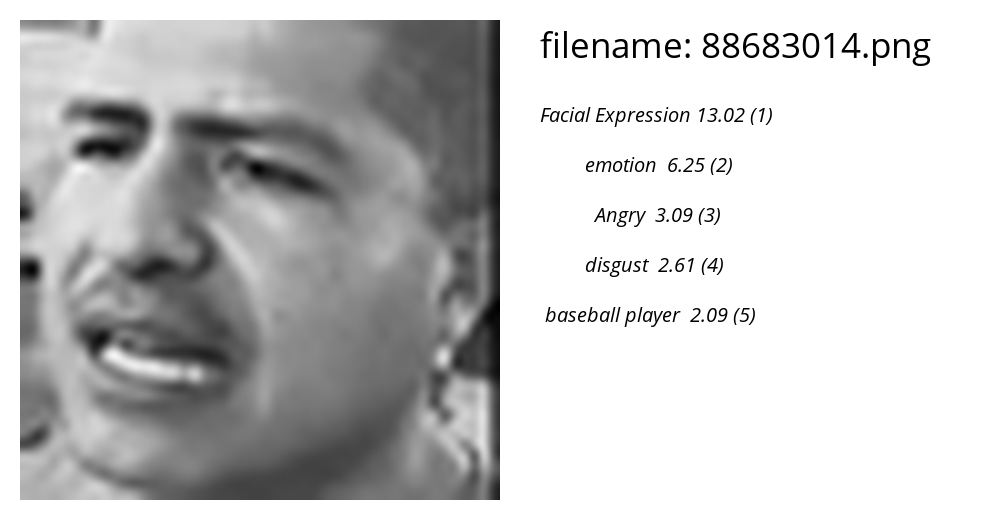 filename: 88683014.png
Facial Expression 13.02 (1)
emotion 6.25 (2)
Angry 3.09 (3)
disgust 2.61 (4)
baseball player 2.09 (5)